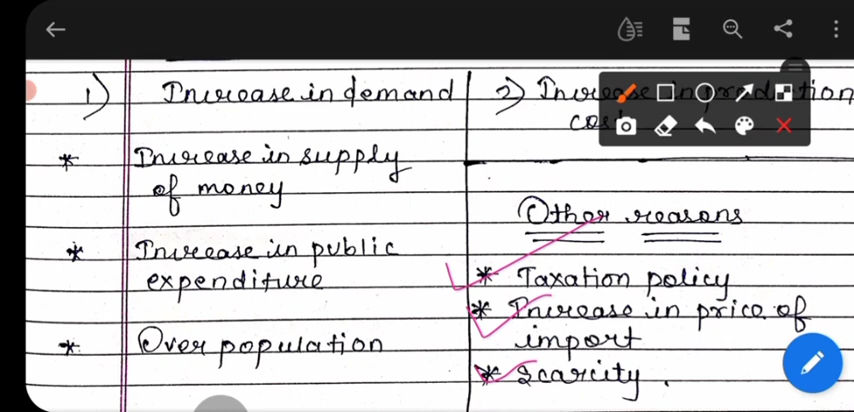 1) Increase in demand
* Increase in supply
of money
* Increase in public
expenditure
* Over population
2) Increase in production
cost
Other reasons
* Taxation policy
* Increase in price of
import
* Scarcity.